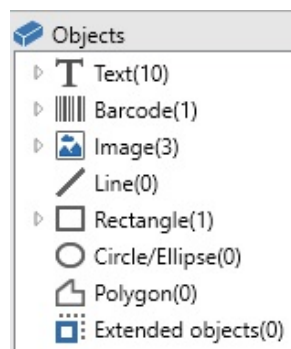 Objects
Text(10)
Barcode(1)
Image(3)
Line(0)
Rectangle(1)
Circle/Ellipse(0)
Polygon(0)
Extended objects(0)